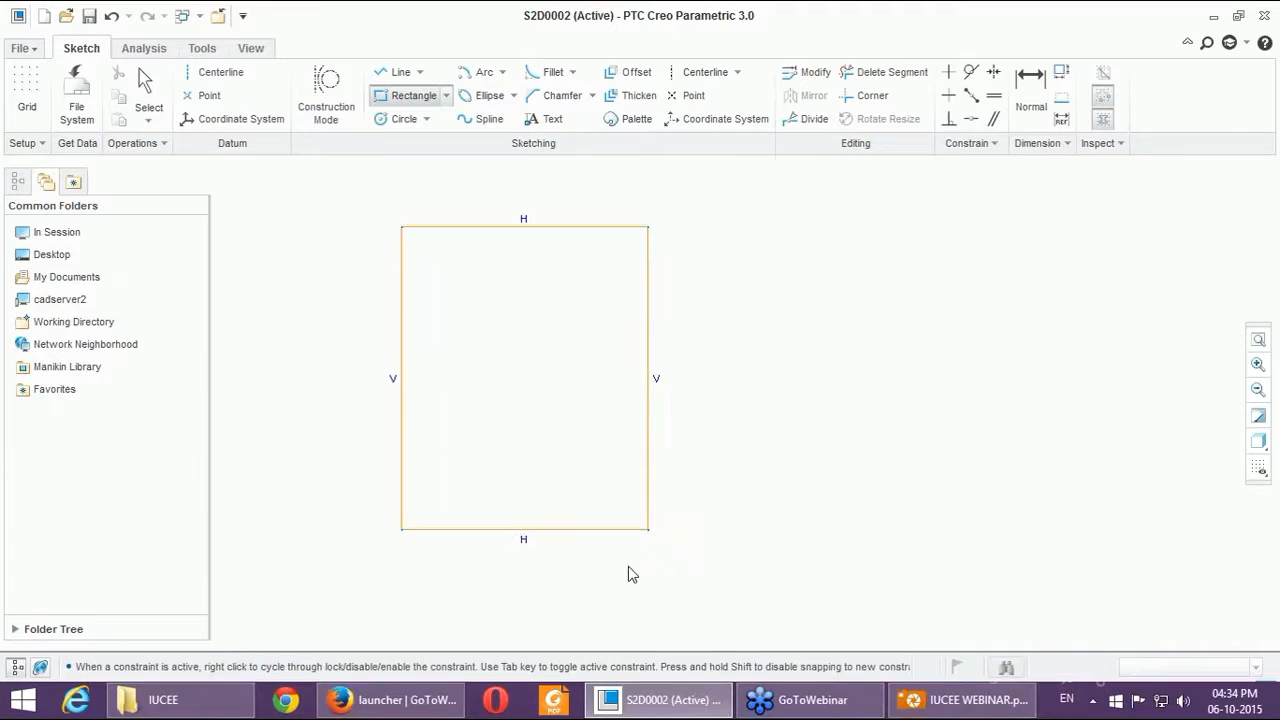 S2D0002 (Active) - PTC Creo Parametric 3.0
File Sketch Analysis Tools View
Grid
File System
Select
Centerline
Point
Coordinate System
Construction Mode
Line Arc Fillet Offset Centerline
Rectangle Ellipse Chamfer Thicken Point
Circle Spline Text Palette Coordinate System
Modify Delete Segment
Mirror Corner
Divide Rotate Resize
Normal
Setup Get Data Operations Datum Sketching Editing Constrain Dimension Inspect
Common Folders
In Session
Desktop
My Documents
cadserver2
Working Directory
Network Neighborhood
Manikin Library
Favorites
Folder Tree
H
V V
H
When a constraint is active, right click to cycle through lock/disable/enable the constraint. Use Tab key to toggle active constraint. Press and hold Shift to disable snapping to new constri
IUCEE
launcher | GoToW...
PDF
S2D0002 (Active) ...
GoToWebinar
IUCEE WEBINAR.p...
EN
04:34 PM
06-10-2015